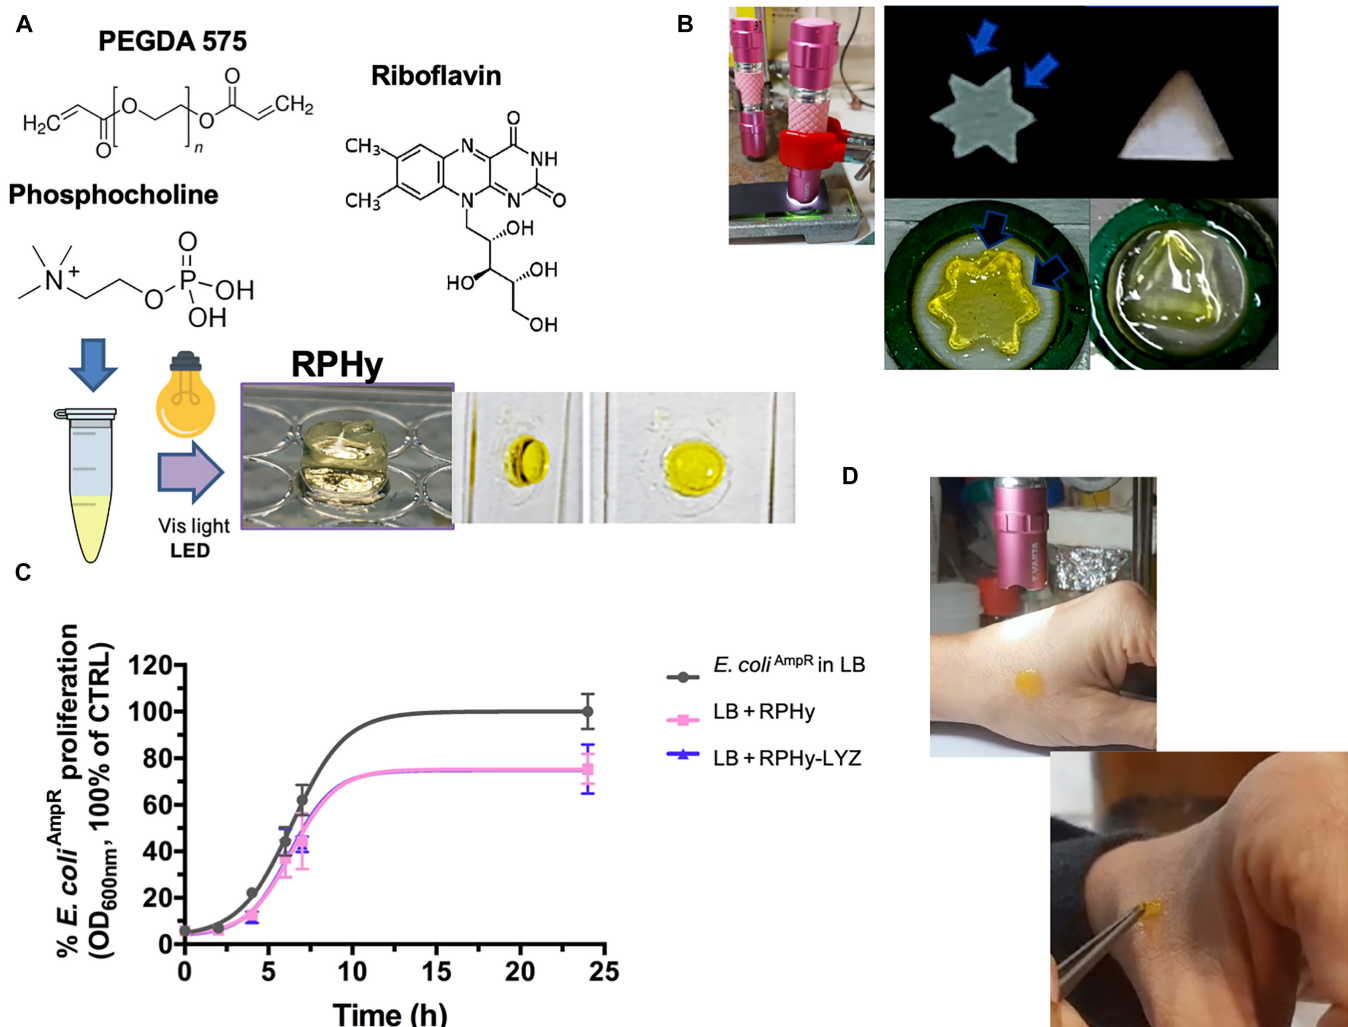 A
PEGDA 575
H₂C
O
O
O
O
CH₂
n
Riboflavin
CH₃
CH₃
N
N
N
O
NH
O
OH
HO
OH
OH
Phosphocholine
N⁺
O
O
P
OH
OH
RPHy
Vis light
LED
B
VARTA
C
% E. coli AmpR proliferation
(OD600nm, 100% of CTRL)
120
100
80
60
40
20
0
0
5
10
15
20
25
Time (h)
E. coli AmpR in LB
LB + RPHy
LB + RPHy-LYZ
D
VARTA